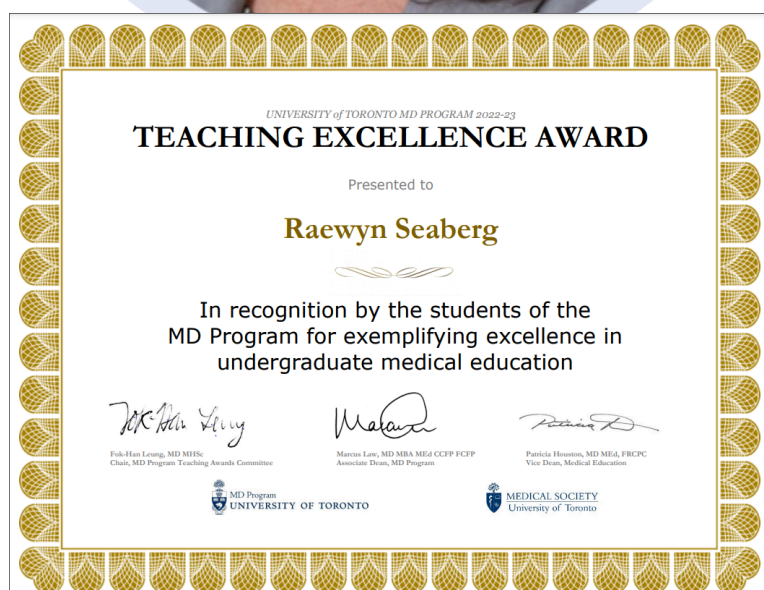 UNIVERSITY of TORONTO MD PROGRAM 2022-23
TEACHING EXCELLENCE AWARD
Presented to
Raewyn Seaberg
In recognition by the students of the
MD Program for exemplifying excellence in
undergraduate medical education
Fok-Han Leung
Fok-Han Leung, MD MHSc
Chair, MD Program Teaching Awards Committee
Marcus Law, MD MBA MEd CCFP FCFP
Associate Dean, MD Program
Patricia Houston, MD MEd, FRCPC
Vice Dean, Medical Education
MD Program
UNIVERSITY OF TORONTO
MEDICAL SOCIETY
University of Toronto